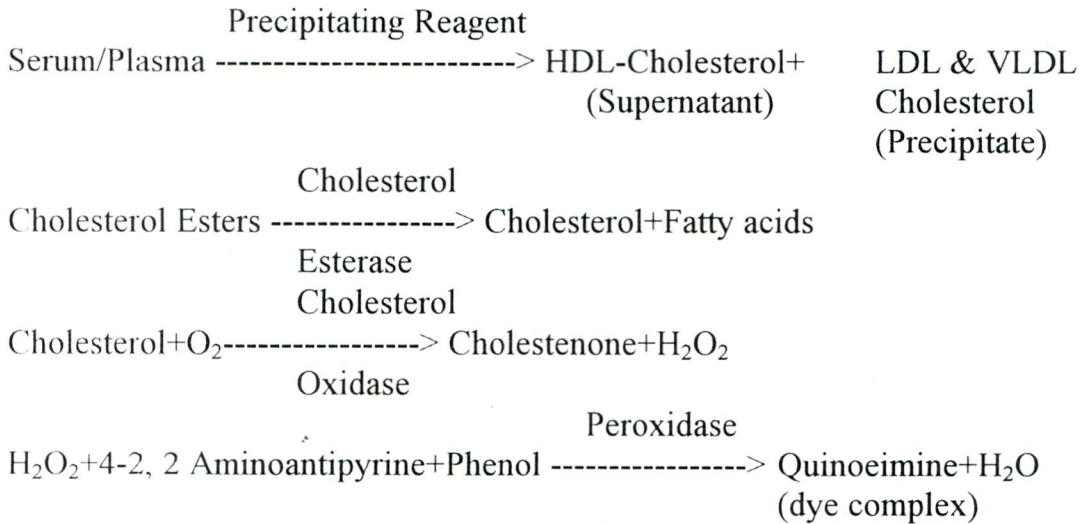 Precipitating Reagent
Serum/Plasma --------------------------> HDL-Cholesterol+ LDL & VLDL
(Supernatant) Cholesterol
(Precipitate)
Cholesterol
Cholesterol Esters ----------------> Cholesterol+Fatty acids
Esterase
Cholesterol
Cholesterol+O₂-----------------> Cholestenone+H₂O₂
Oxidase
Peroxidase
H₂O₂+4-2, 2 Aminoantipyrine+Phenol -----------------> Quinoeimine+H₂O
(dye complex)